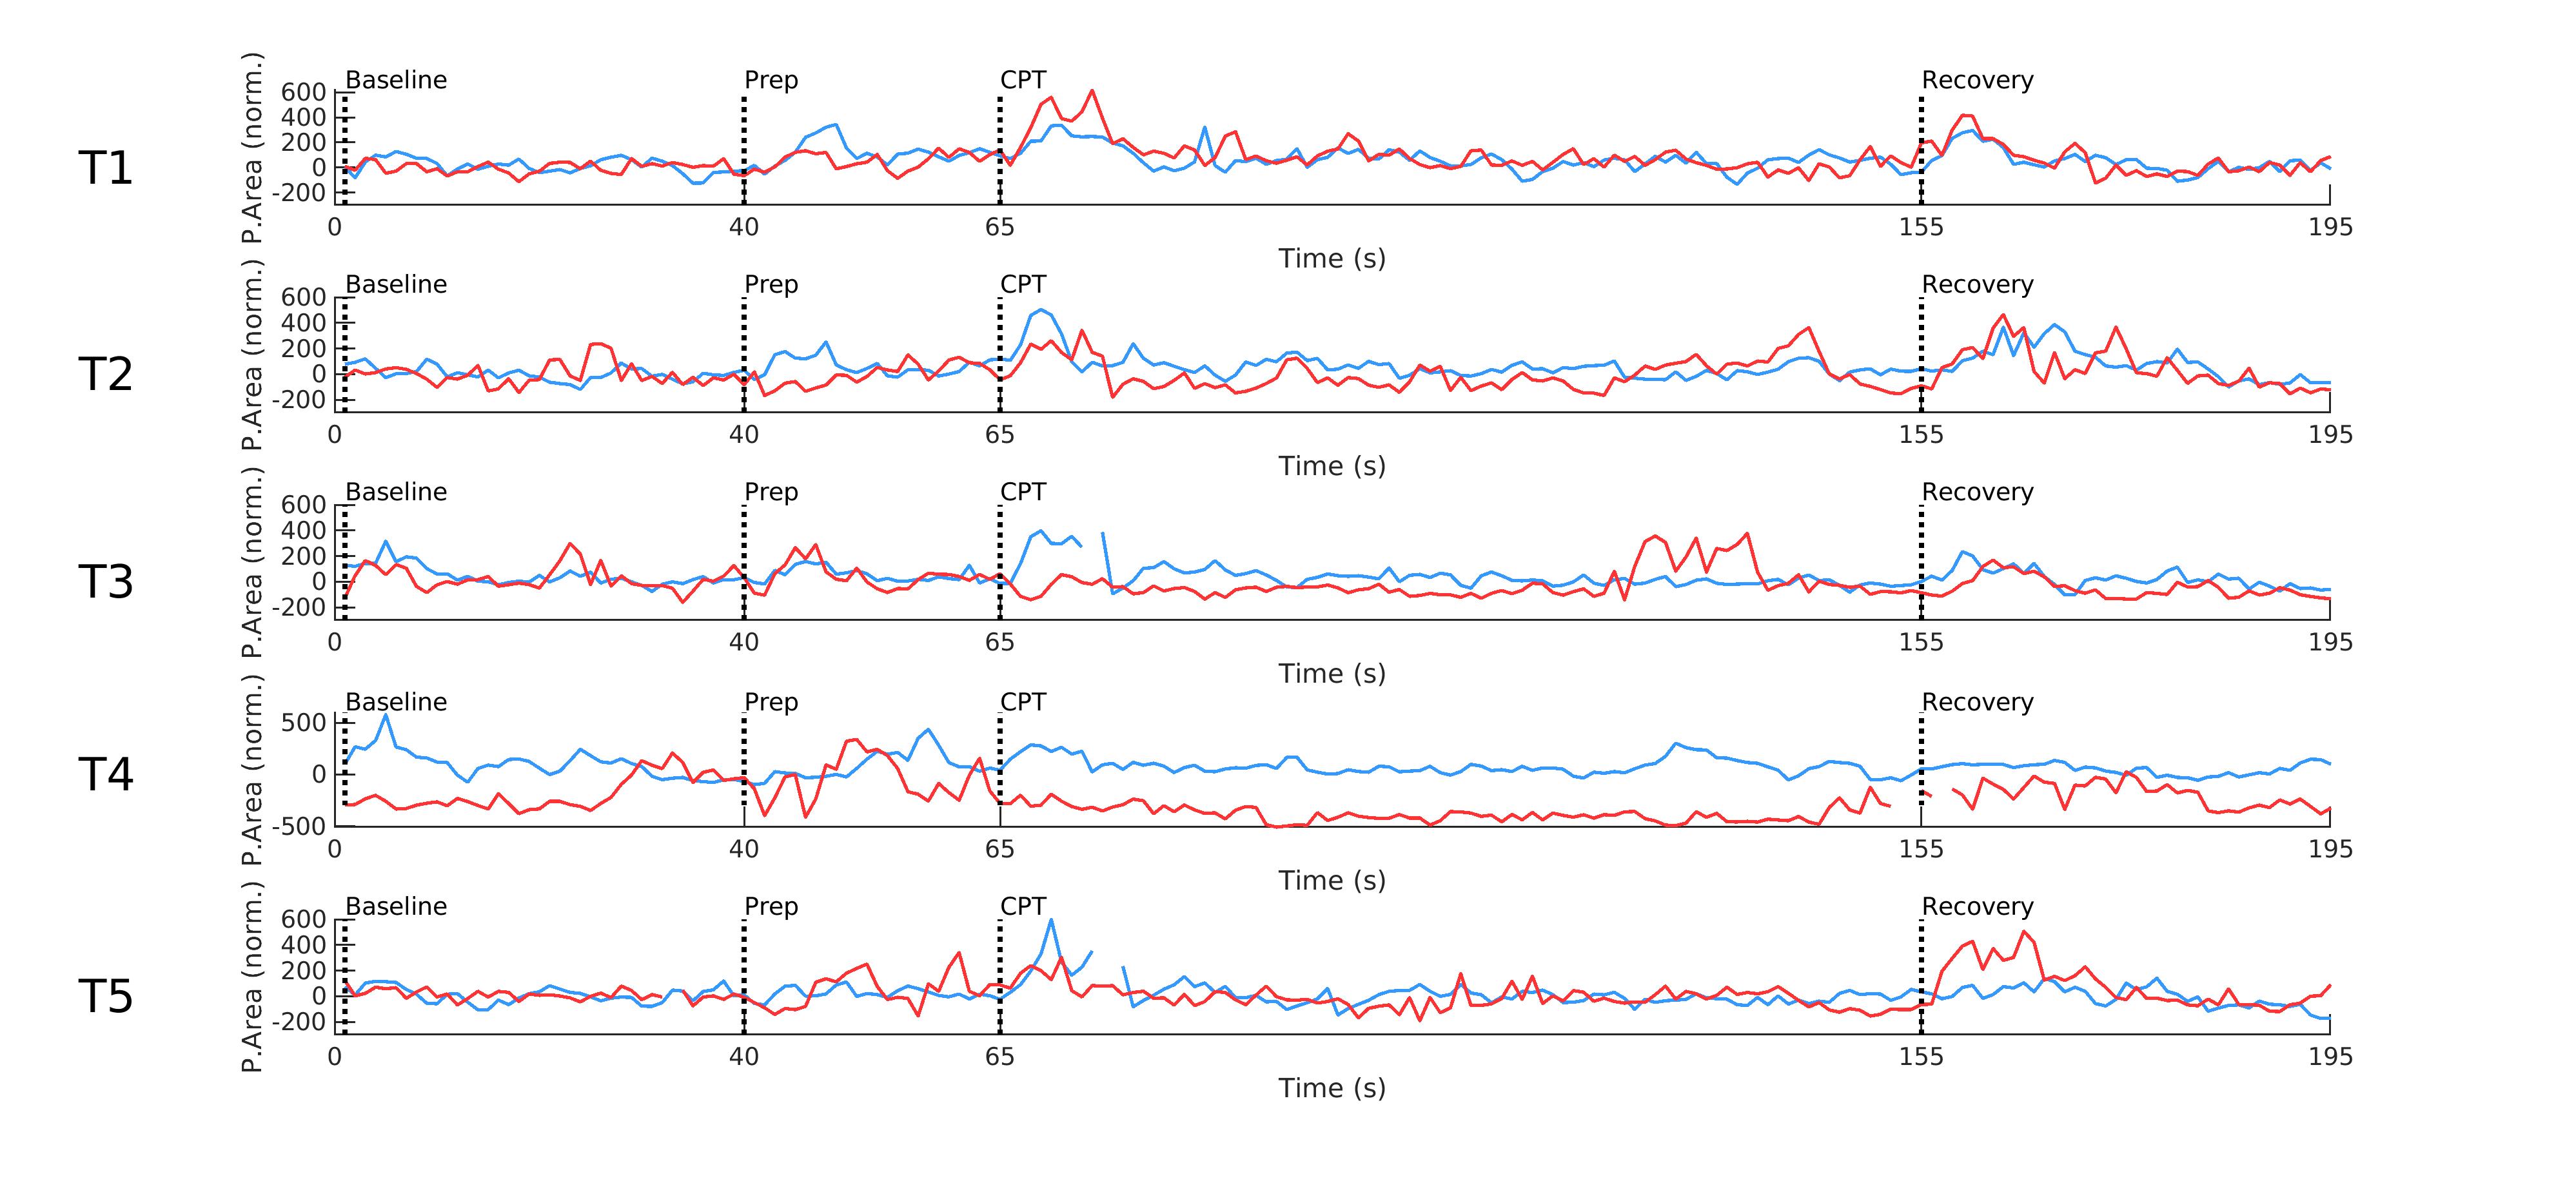 T1
P.Area (norm.)
Baseline Prep CPT Recovery
600
400
200
0
-200
0 40 65 155 195
Time (s)
T2
P.Area (norm.)
Baseline Prep CPT Recovery
600
400
200
0
-200
0 40 65 155 195
Time (s)
T3
P.Area (norm.)
Baseline Prep CPT Recovery
600
400
200
0
-200
0 40 65 155 195
Time (s)
T4
P.Area (norm.)
Baseline Prep CPT Recovery
500
0
-500
0 40 65 155 195
Time (s)
T5
P.Area (norm.)
Baseline Prep CPT Recovery
600
400
200
0
-200
0 40 65 155 195
Time (s)